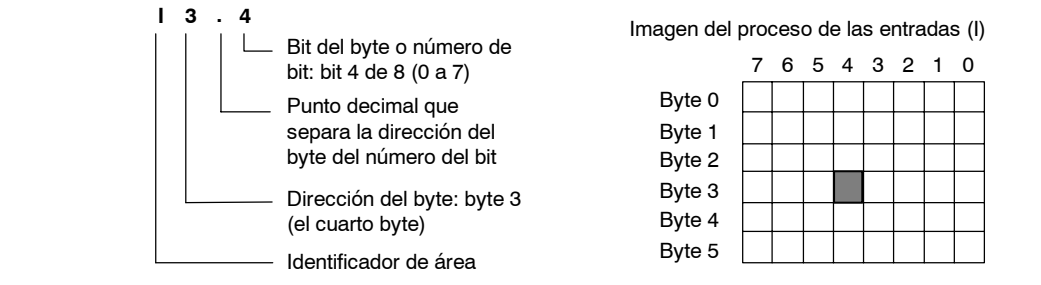 I 3 . 4
Bit del byte o número de
bit: bit 4 de 8 (0 a 7)
Punto decimal que
separa la dirección del
byte del número del bit
Dirección del byte: byte 3
(el cuarto byte)
Identificador de área
Imagen del proceso de las entradas (I)
7 6 5 4 3 2 1 0
Byte 0
Byte 1
Byte 2
Byte 3
Byte 4
Byte 5